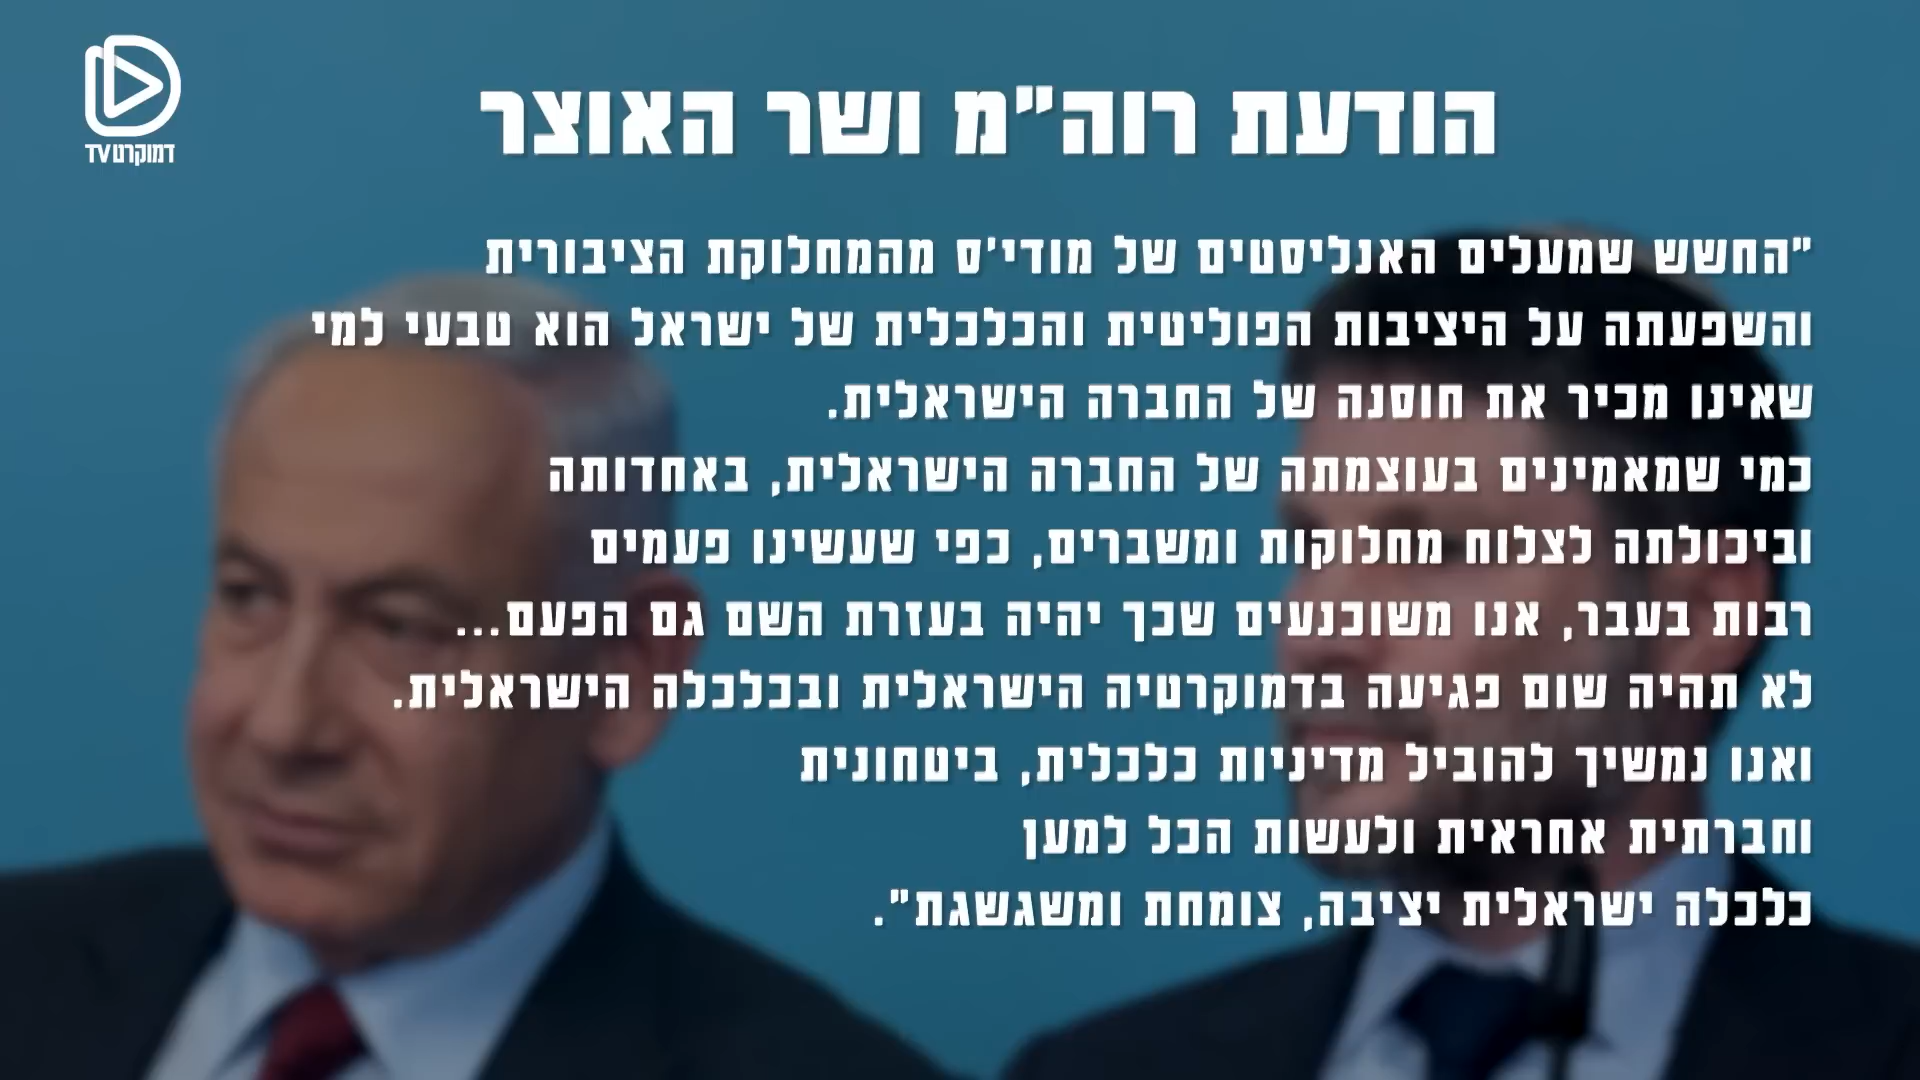 דמוקרטTV
הודעת רוה"מ ושר האוצר
"החשש שמעלים האנליסטים של מודי'ס מהמחלוקת הציבורית
והשפעתה על היציבות הפוליטית והכלכלית של ישראל הוא טבעי למי
שאינו מכיר את חוסנה של החברה הישראלית.
כמי שמאמינים בעוצמתה של החברה הישראלית, באחדותה
וביכולתה לצלוח מחלוקות ומשברים, כפי שעשינו פעמים
רבות בעבר, אנו משוכנעים שכך יהיה בעזרת השם גם הפעם...
לא תהיה שום פגיעה בדמוקרטיה הישראלית ובכלכלה הישראלית.
ואנו נמשיך להוביל מדיניות כלכלית, ביטחונית
וחברתית אחראית ולעשות הכל למען
כלכלה ישראלית יציבה, צומחת ומשגשגת".